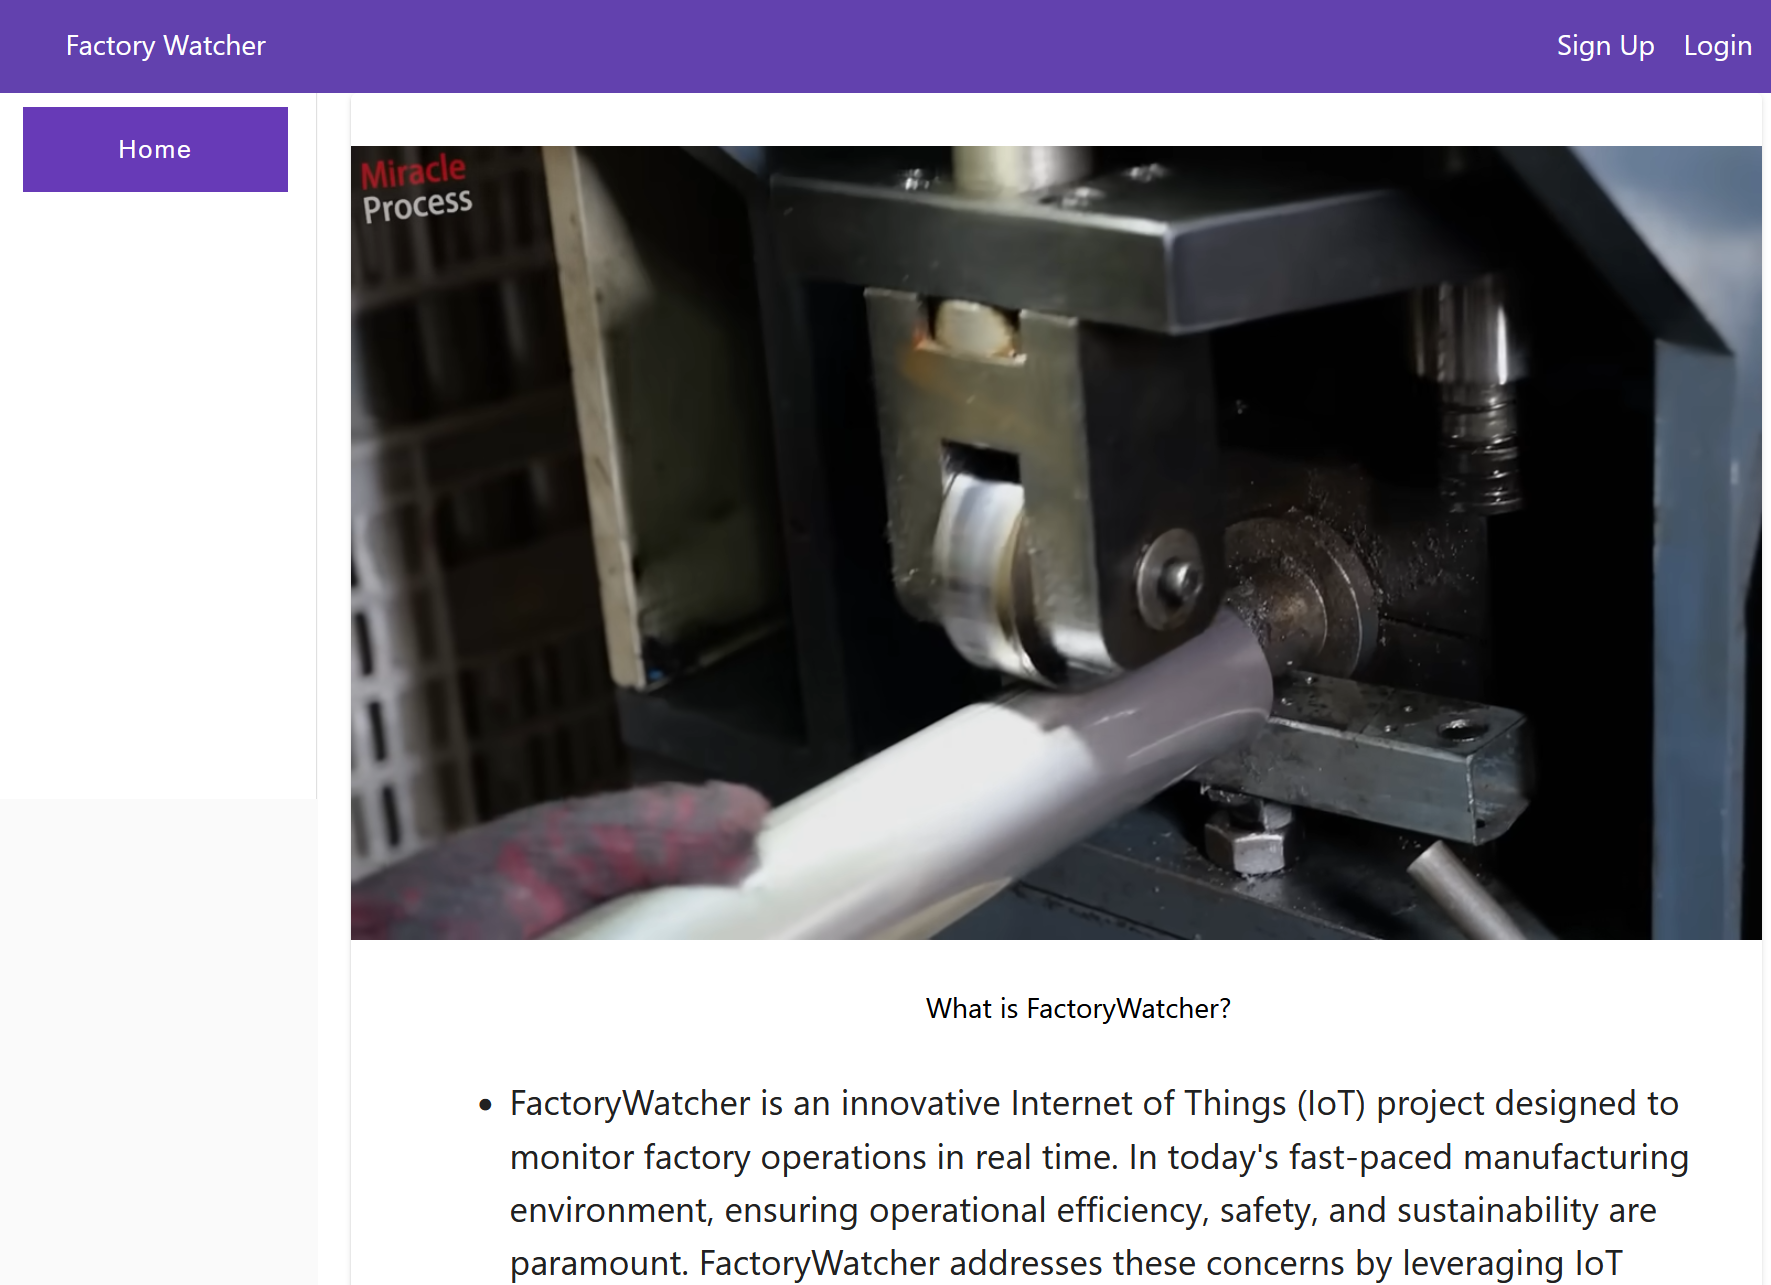 Factory Watcher
Sign Up
Login
Home
Miracle
Process
What is FactoryWatcher?
• FactoryWatcher is an innovative Internet of Things (IoT) project designed to
monitor factory operations in real time. In today's fast-paced manufacturing
environment, ensuring operational efficiency, safety, and sustainability are
paramount. FactoryWatcher addresses these concerns by leveraging IoT